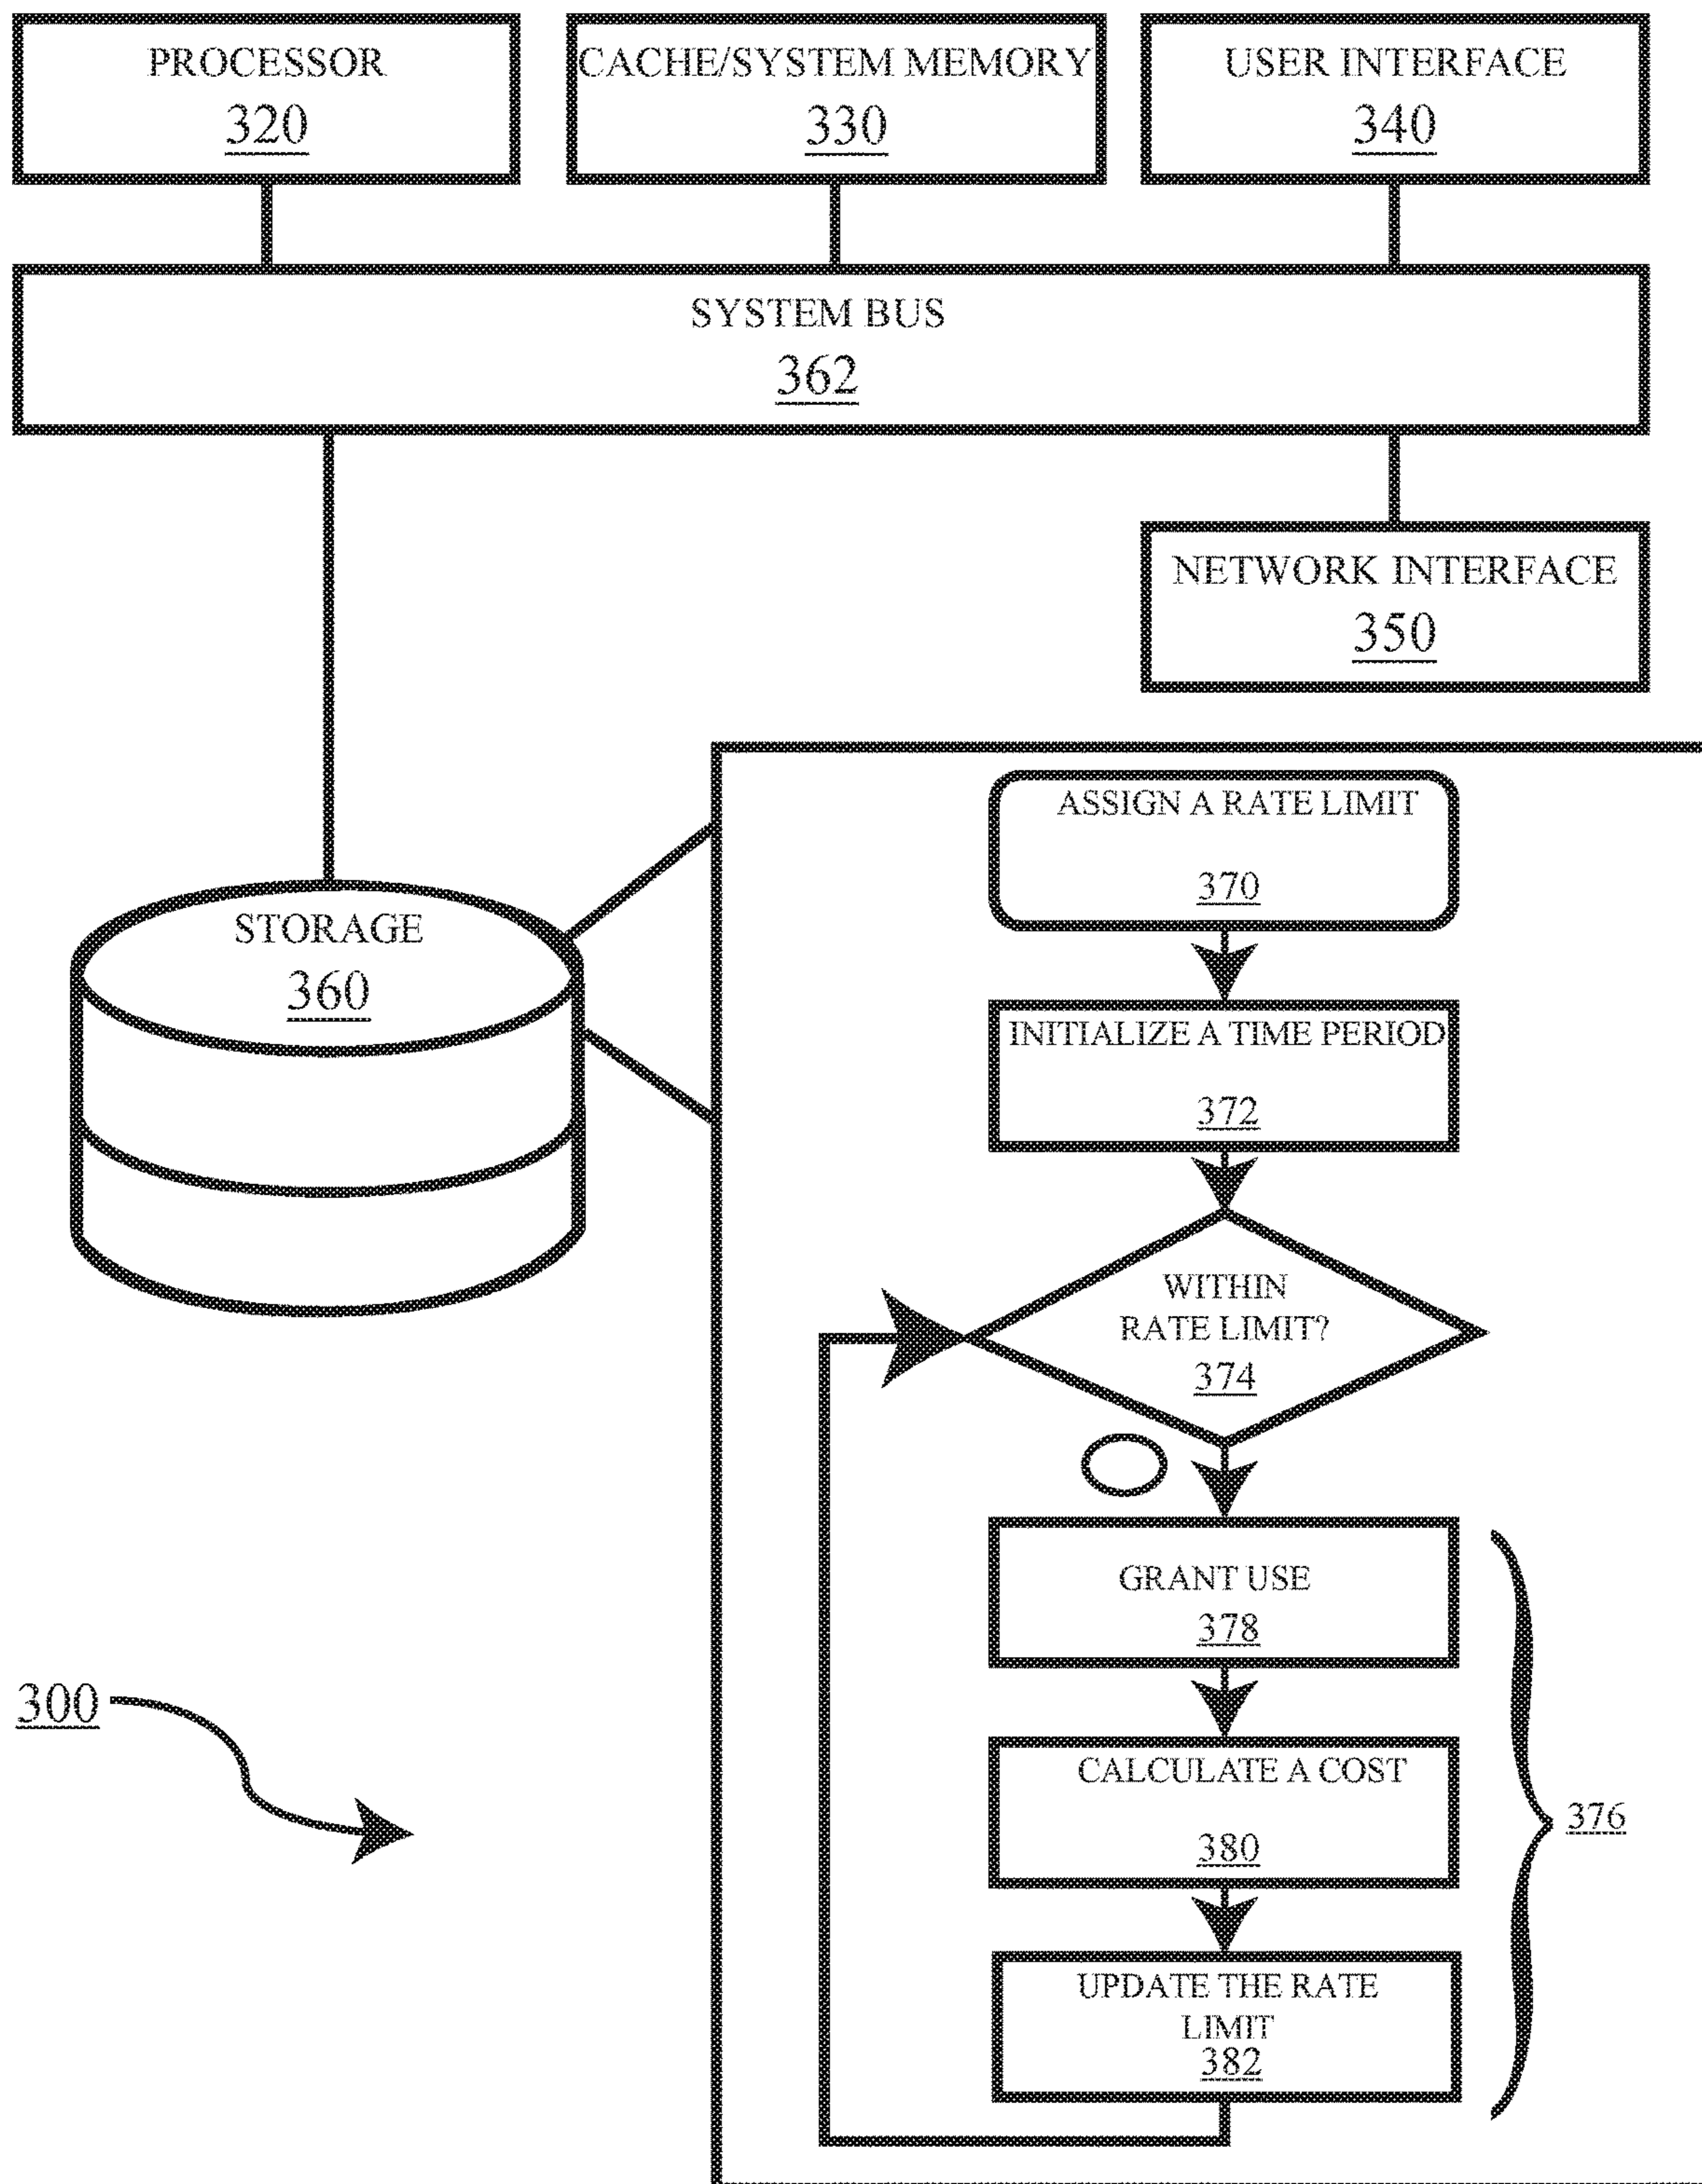 PROCESSOR
320
CACHE/SYSTEM MEMORY
330
USER INTERFACE
340
SYSTEM BUS
362
NETWORK INTERFACE
350
STORAGE
360
ASSIGN A RATE LIMIT
370
INITIALIZE A TIME PERIOD
372
WITHIN
RATE LIMIT?
374
GRANT USE
378
CALCULATE A COST
380
UPDATE THE RATE
LIMIT
382
376
300